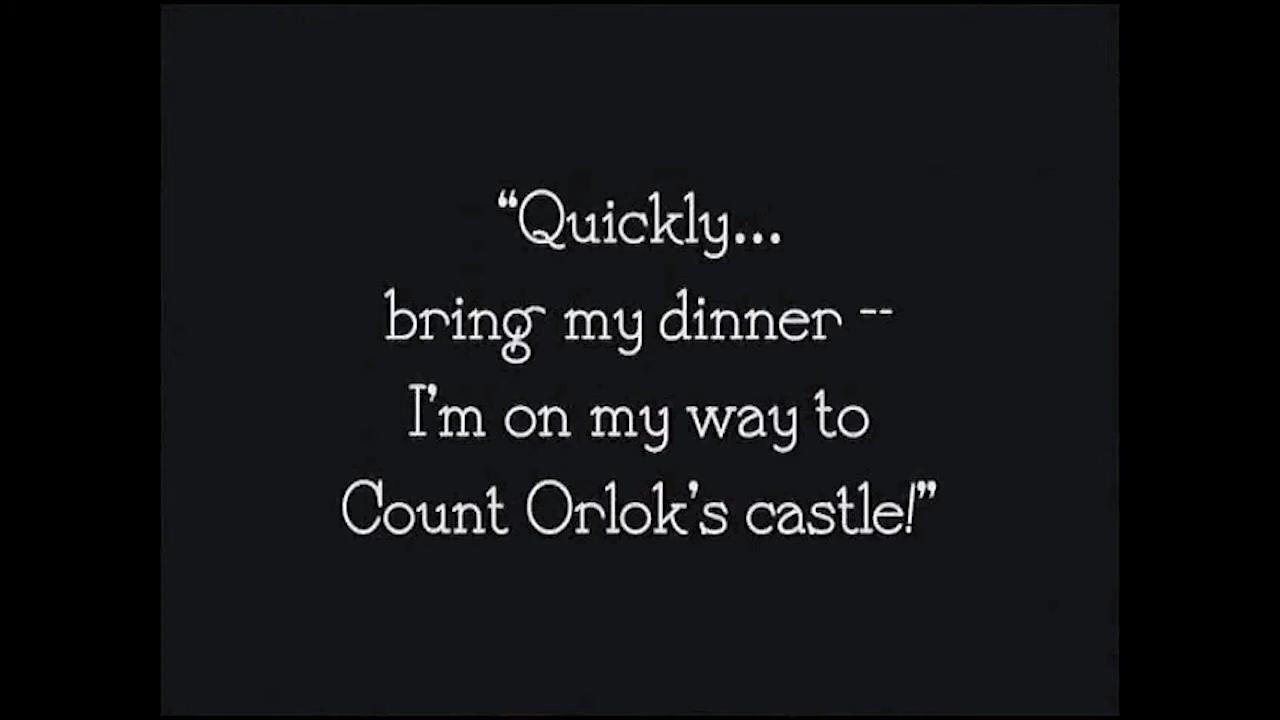 “Quickly...
bring my dinner --
I'm on my way to
Count Orlok's castle!”